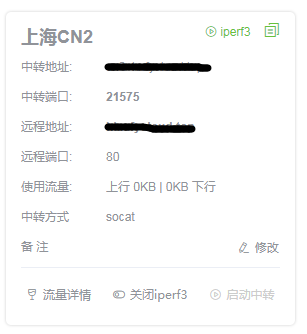 上海CN2 iperf3
中转地址:
中转端口: 21575
远程地址:
远程端口: 80
使用流量: 上行 0KB | 0KB 下行
中转方式 socat
备 注 修改
流量详情 关闭iperf3 启动中转